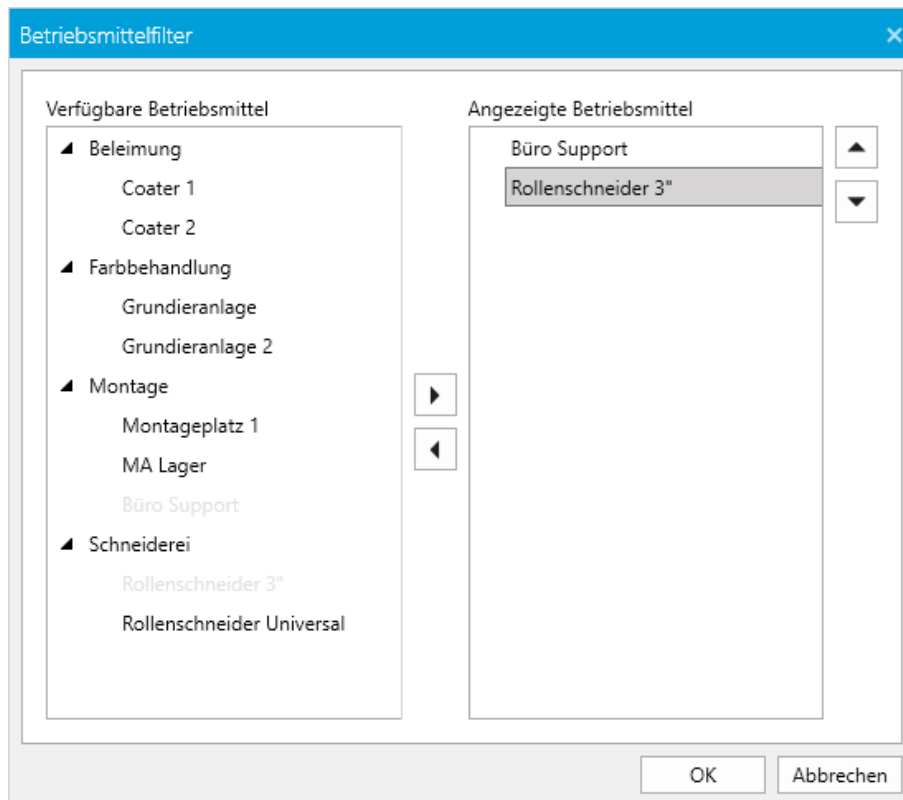 Betriebsmittelfilter
Verfügbare Betriebsmittel
Beleimung
Coater 1
Coater 2
Farbbehandlung
Grundieranlage
Grundieranlage 2
Montage
Montageplatz 1
MA Lager
Büro Support
Schneiderei
Rollenschneider 3"
Rollenschneider Universal
Angezeigte Betriebsmittel
Büro Support
Rollenschneider 3"
OK
Abbrechen